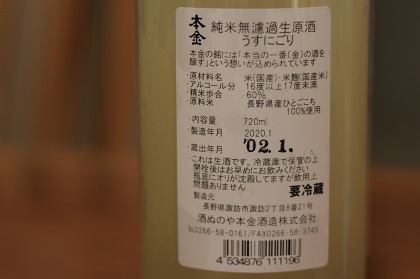 本金 純米無濾過生原酒
うすにごり
本金の銘には「本当の一番(金)の酒を
醸す」という想いが込められています
・原材料名 米(国産)・米麹(国産米)
・アルコール分 16度以上17度未満
・精米歩合 60%
・原料米 長野県産ひとごこち
100%使用
・内容量 720ml
・製造年月 2020.1
・蔵出年月 '02.1.
・これは生酒です。冷蔵庫で保管の上
開栓後はお早めにお飲みください
瓶底にオリが沈殿してますが飲用上
問題ありません 要冷蔵
製造元
長野県諏訪市諏訪2丁目8番21号
酒ぬのや本金酒造株式会社
℡0266-58-0161/FAX0266-58-3745
4 534876 111196